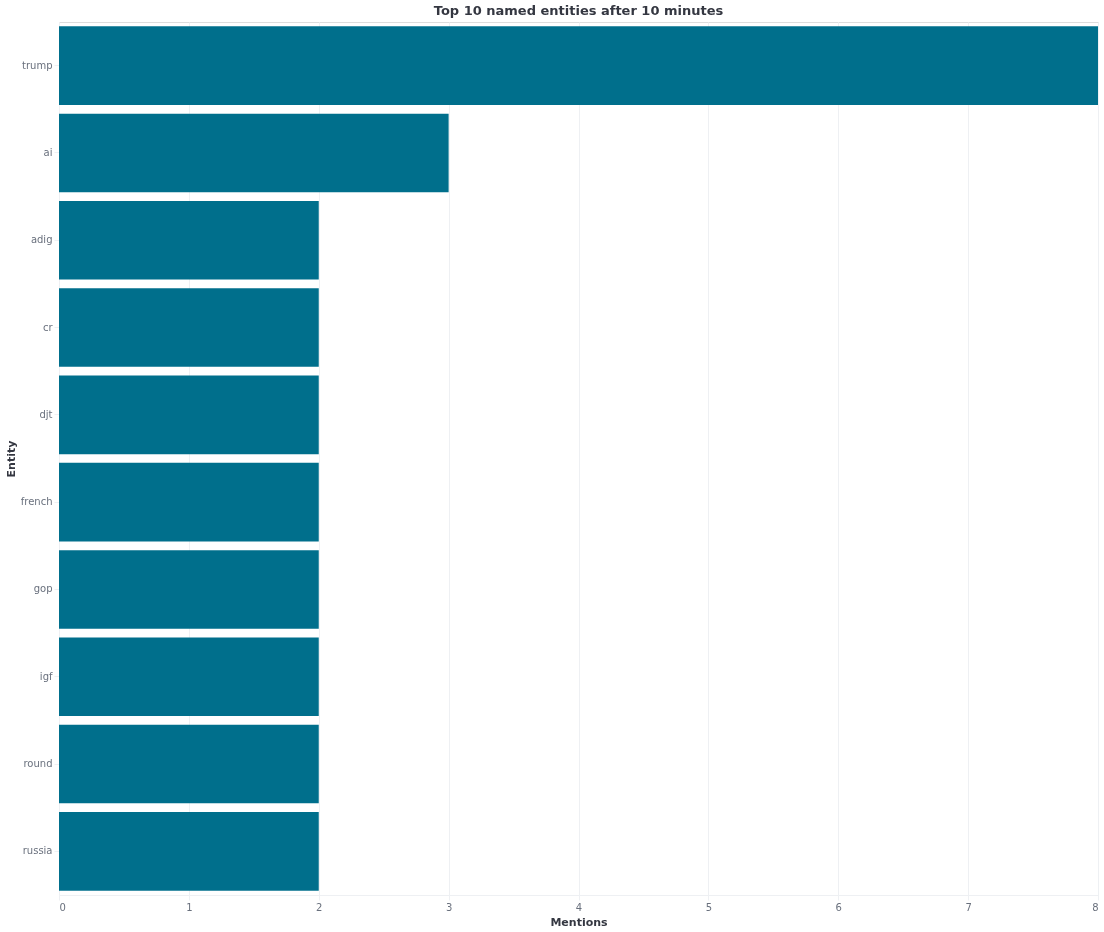 Top 10 named entities after 10 minutes
trump
ai
adig
cr
djt
french
gop
igf
round
russia
Entity
0 1 2 3 4 5 6 7 8
Mentions